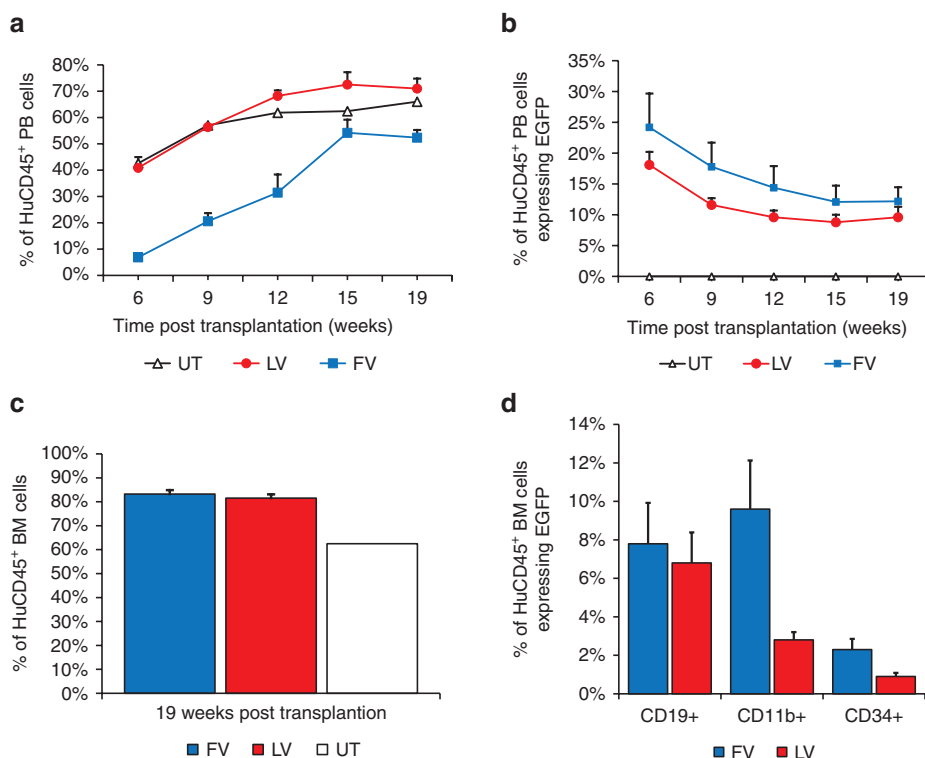 a
% of HuCD45⁺ PB cells
80%
70%
60%
50%
40%
30%
20%
10%
0%
6 9 12 15 19
Time post transplantation (weeks)
UT LV FV
b
% of HuCD45⁺ PB cells
expressing EGFP
35%
30%
25%
20%
15%
10%
5%
0%
6 9 12 15 19
Time post transplantation (weeks)
UT LV FV
c
% of HuCD45⁺ BM cells
100%
90%
80%
70%
60%
50%
40%
30%
20%
10%
0%
19 weeks post transplantion
FV LV UT
d
% of HuCD45⁺ BM cells
expressing EGFP
14%
12%
10%
8%
6%
4%
2%
0%
CD19+ CD11b+ CD34+
FV LV